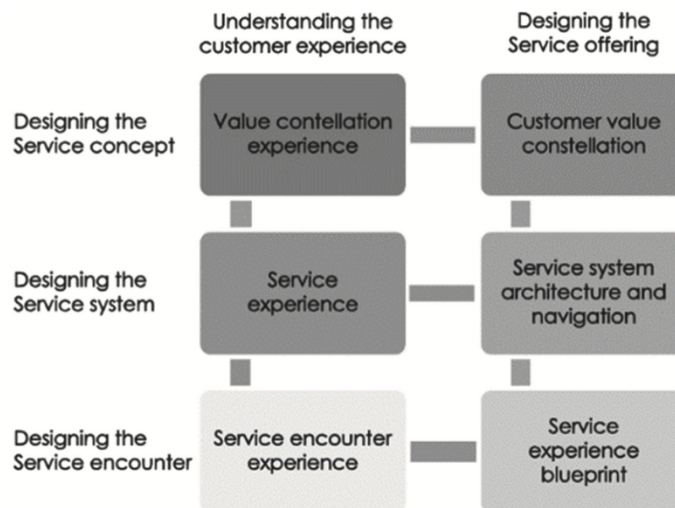 Understanding the
customer experience
Designing the
Service offering
Designing the
Service concept
Value contellation
experience
Customer value
constellation
Designing the
Service system
Service
experience
Service system
architecture and
navigation
Designing the
Service encounter
Service encounter
experience
Service
experience
blueprint